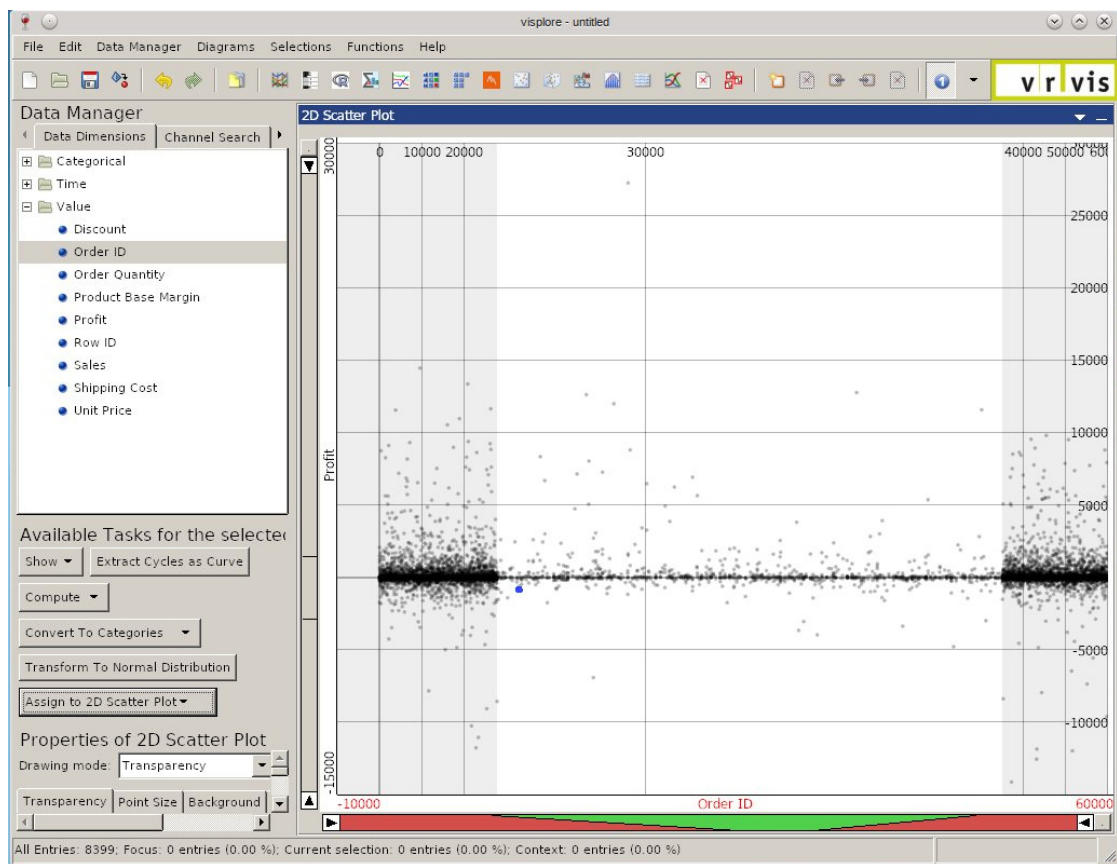 visplore - untitled
File Edit Data Manager Diagrams Selections Functions Help
vrvis
Data Manager
Data Dimensions Channel Search
Categorical
Time
Value
Discount
Order ID
Order Quantity
Product Base Margin
Profit
Row ID
Sales
Shipping Cost
Unit Price
Available Tasks for the selecte
Show Extract Cycles as Curve
Compute
Convert To Categories
Transform To Normal Distribution
Assign to 2D Scatter Plot
Properties of 2D Scatter Plot
Drawing mode: Transparency
Transparency Point Size Background
2D Scatter Plot
30000
0 10000 20000 30000 40000 50000 600
25000
20000
15000
10000
Profit
5000
-5000
-10000
-15000
-10000 Order ID 60000
All Entries: 8399; Focus: 0 entries (0.00 %); Current selection: 0 entries (0.00 %); Context: 0 entries (0.00 %)